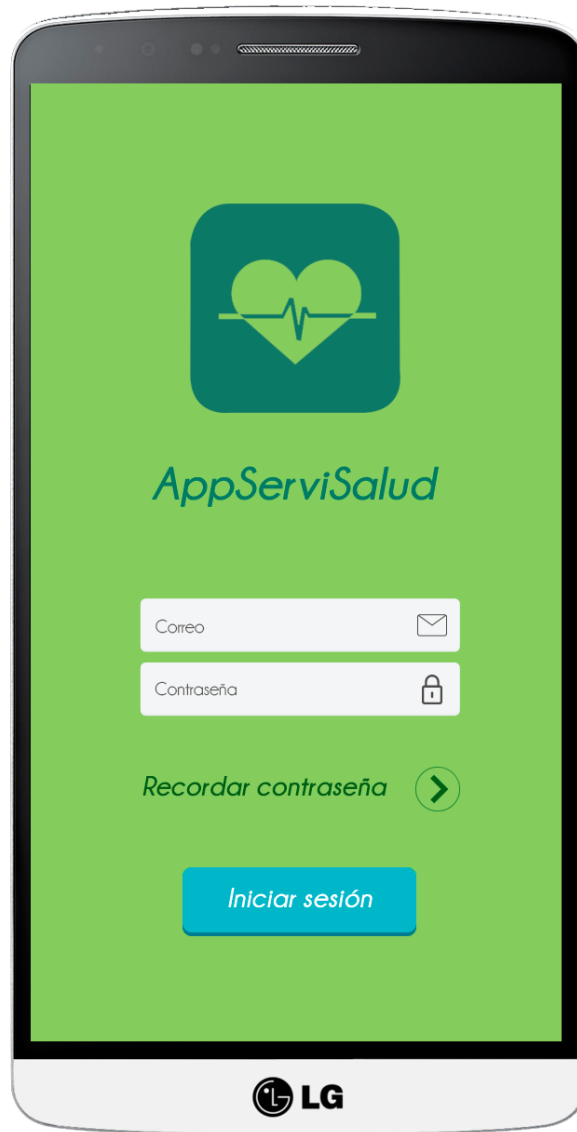 AppServiSalud
Correo
Contraseña
Recordar contraseña
Iniciar sesión
LG